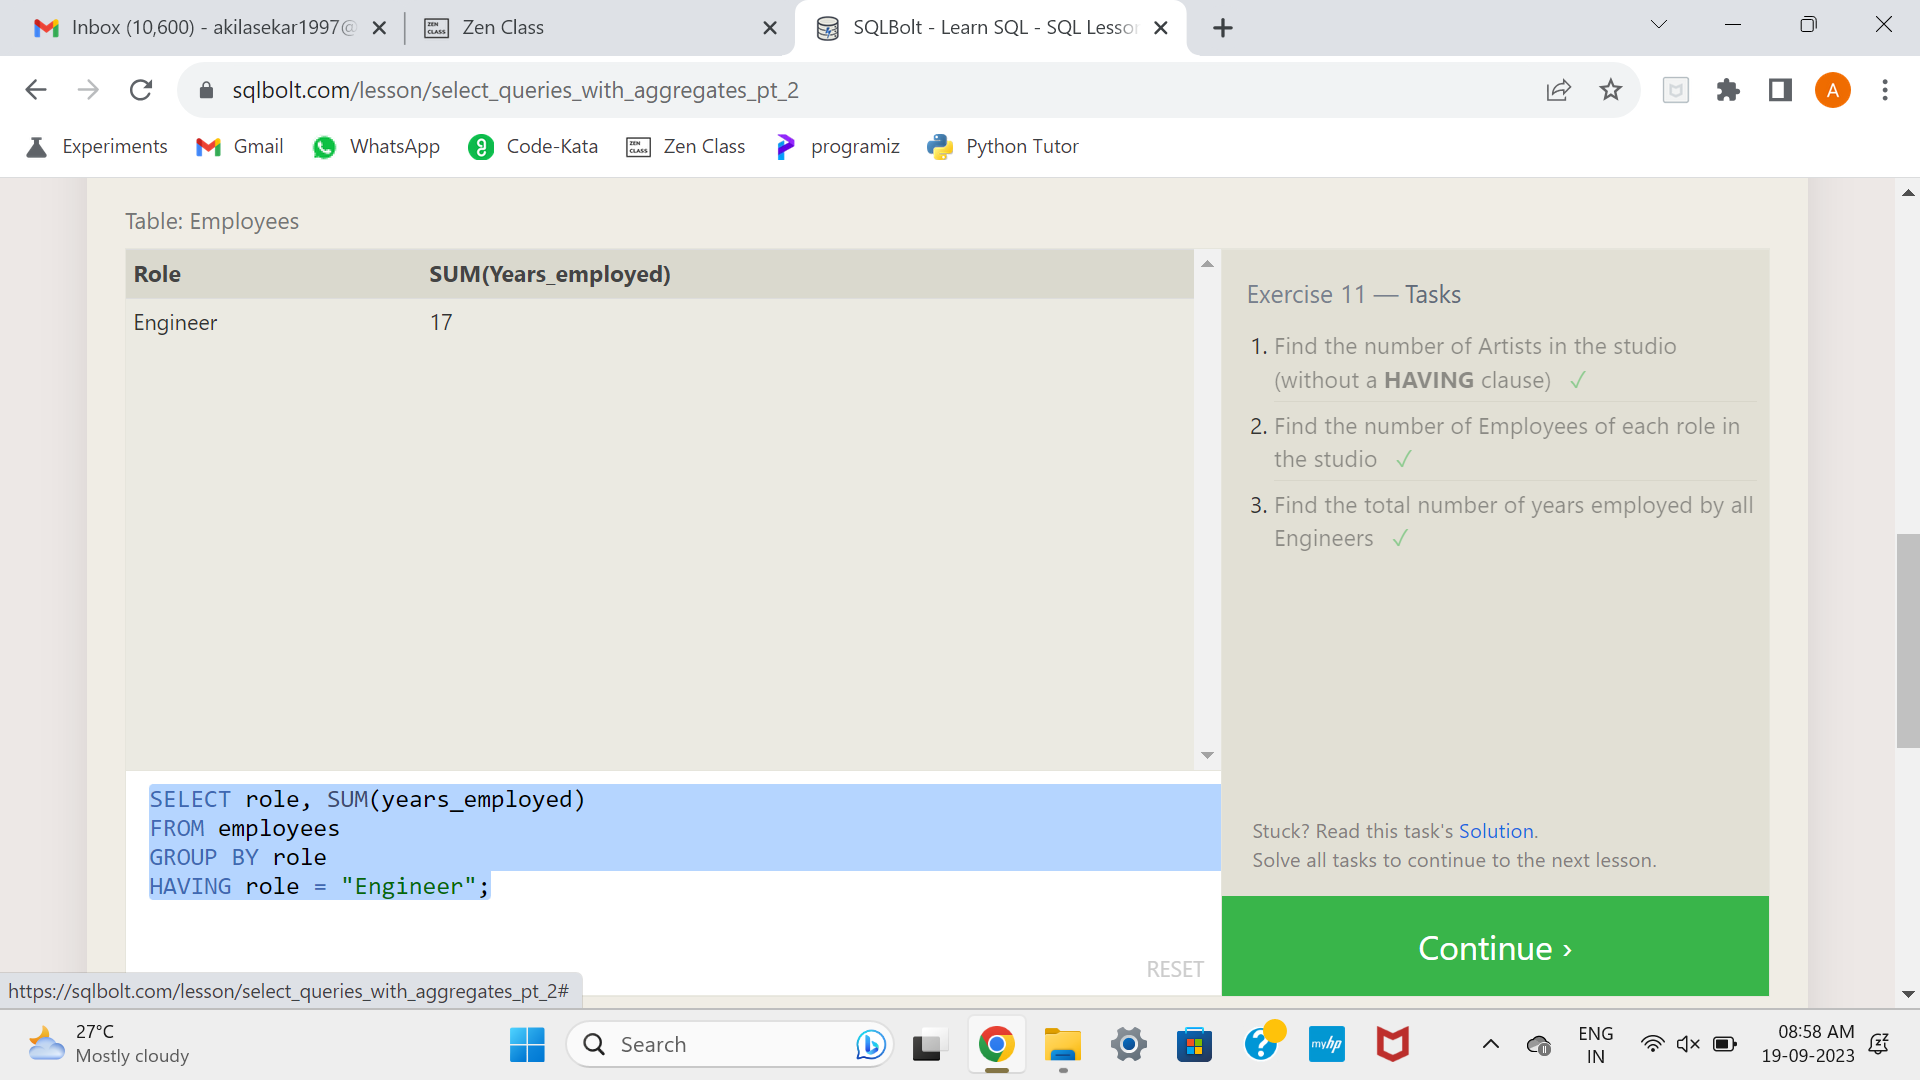 Inbox (10,600) - akilasekar1997@
Zen Class
SQLBolt - Learn SQL - SQL Lesson
sqlbolt.com/lesson/select_queries_with_aggregates_pt_2
A
Experiments
Gmail
WhatsApp
Code-Kata
ZEN CLASS
Zen Class
programiz
Python Tutor
Table: Employees
Role SUM(Years_employed)
Engineer 17
Exercise 11 — Tasks
1. Find the number of Artists in the studio
(without a HAVING clause) ✓
2. Find the number of Employees of each role in
the studio ✓
3. Find the total number of years employed by all
Engineers ✓
SELECT role, SUM(years_employed)
FROM employees
GROUP BY role
HAVING role = "Engineer";
RESET
Stuck? Read this task's Solution.
Solve all tasks to continue to the next lesson.
Continue ›
https://sqlbolt.com/lesson/select_queries_with_aggregates_pt_2#
27°C
Mostly cloudy
Search
myhp
ENG
IN
08:58 AM
19-09-2023